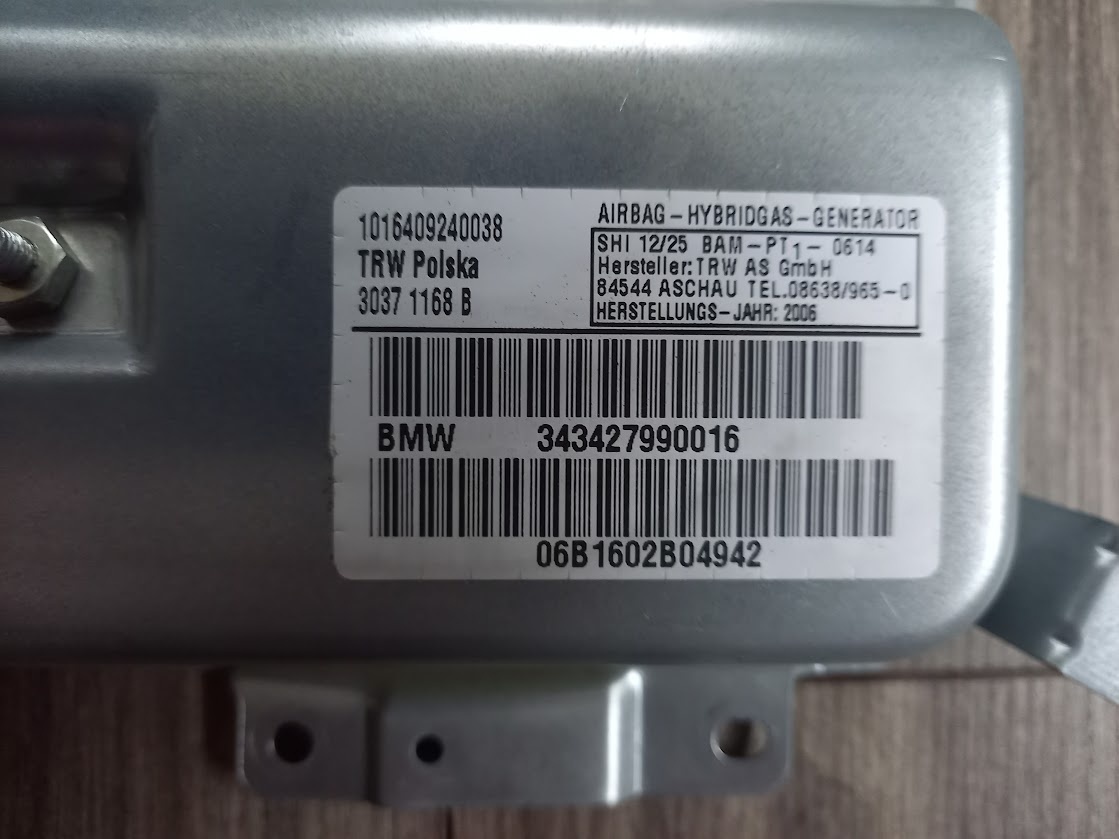 1016409240038
TRW Polska
3037 1168 B
AIRBAG-HYBRIDGAS-GENERATOR
SHI 12/25 BAM-PT1- 0614
Hersteller:TRW AS GmbH
84544 ASCHAU TEL.08638/965-0
HERSTELLUNGS-JAHR: 2006
BMW 343427990016
06B1602B04942